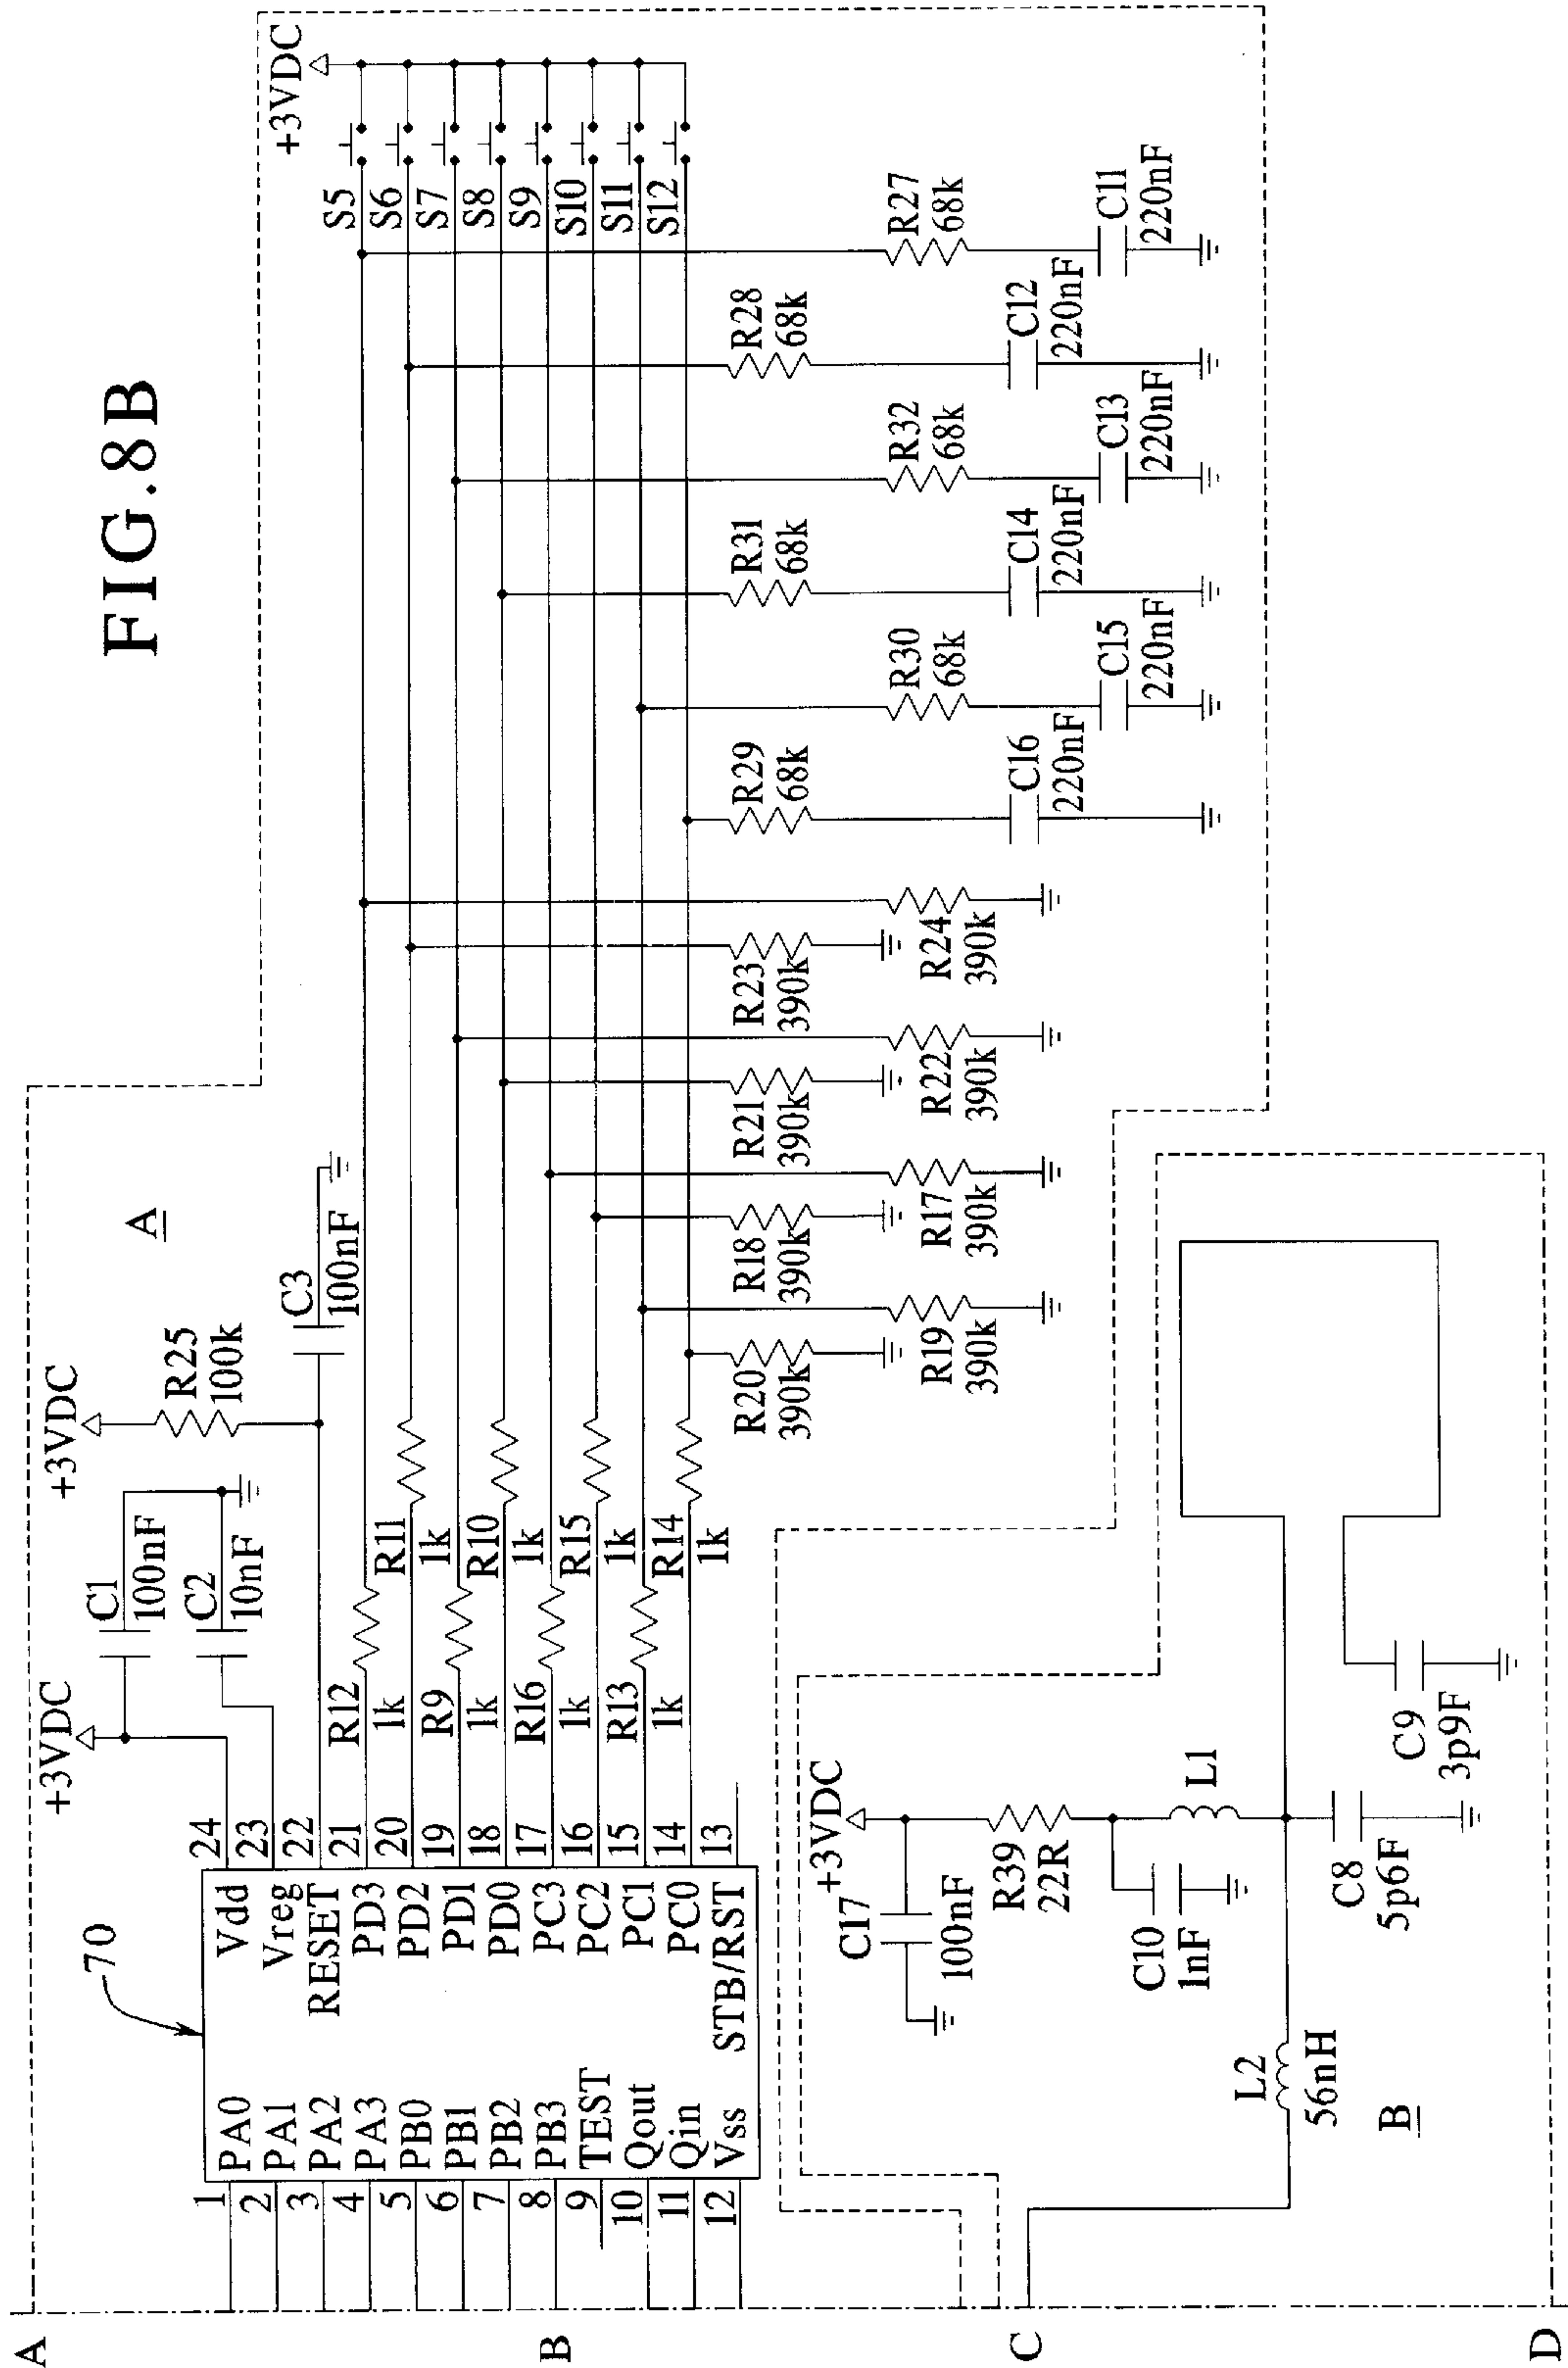 FIG.8B
A
B
C
D
70
1 PA0
2 PA1
3 PA2
4 PA3
5 PB0
6 PB1
7 PB2
8 PB3
9 TEST
10 Qout
11 Qin
12 Vss
Vdd 24
Vreg 23
RESET 22
PD3 21
PD2 20
PD1 19
PD0 18
PC3 17
PC2 16
PC1 15
PC0 14
STB/RST 13
+3VDC
C1
100nF
C2
10nF
+3VDC
R25
100k
C3
100nF
A
R12
1k
R11
1k
R9
1k
R10
1k
R16
1k
R15
1k
R13
1k
R14
1k
+3VDC
S5
S6
S7
S8
S9
S10
S11
S12
R20
390k
R19
390k
R18
390k
R17
390k
R21
390k
R22
390k
R23
390k
R24
390k
R29
68k
C16
220nF
R30
68k
C15
220nF
R31
68k
C14
220nF
R32
68k
C13
220nF
R28
68k
C12
220nF
R27
68k
C11
220nF
+3VDC
C17
100nF
R39
22R
C10
1nF
L1
L2
56nH
C8
5p6F
C9
3p9F
B